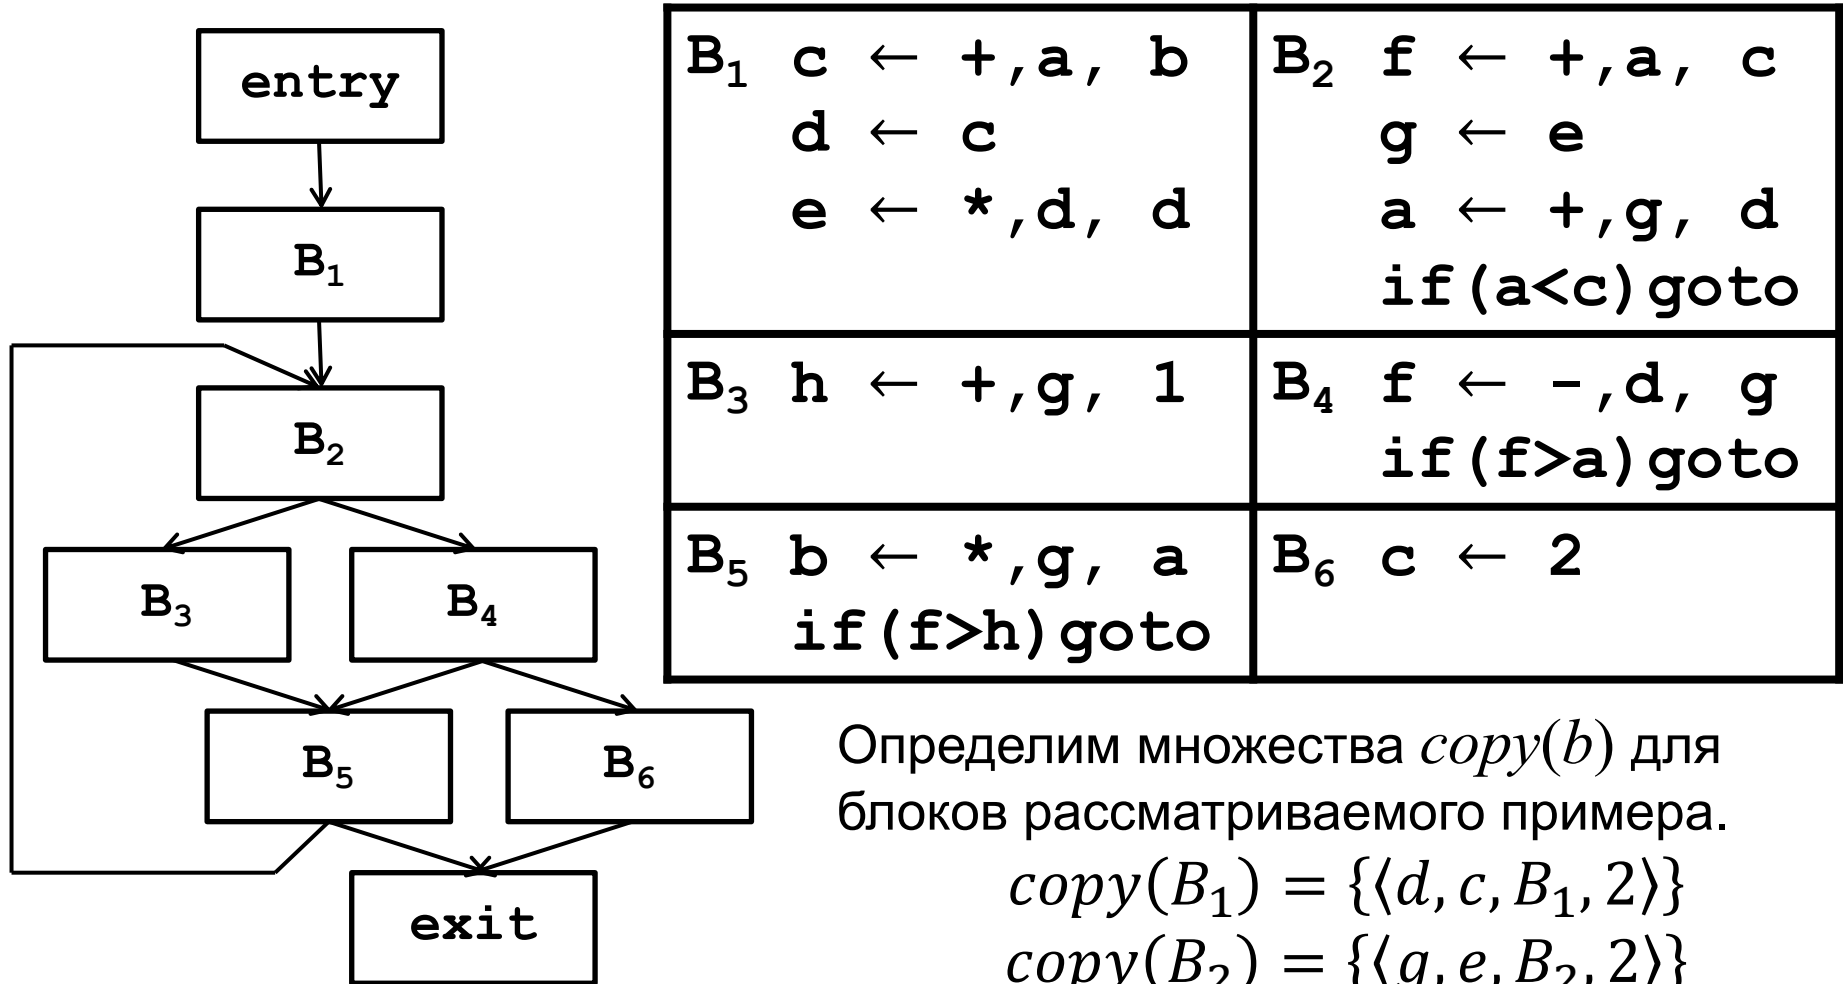 entry
B₁
B₂
B₃ B₄
B₅ B₆
exit
B₁ c ← +,a, b
d ← c
e ← *,d, d
B₂ f ← +,a, c
g ← e
a ← +,g, d
if(a<c)goto
B₃ h ← +,g, 1
B₄ f ← -,d, g
if(f>a)goto
B₅ b ← *,g, a
if(f>h)goto
B₆ c ← 2
Определим множества copy(b) для
блоков рассматриваемого примера.
copy(B₁) = {⟨d, c, B₁, 2⟩}
copy(B₂) = {⟨g, e, B₂, 2⟩}